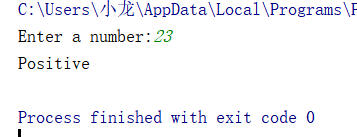 C:\Users\小龙\AppData\Local\Programs\
Enter a number:23
Positive
Process finished with exit code 0